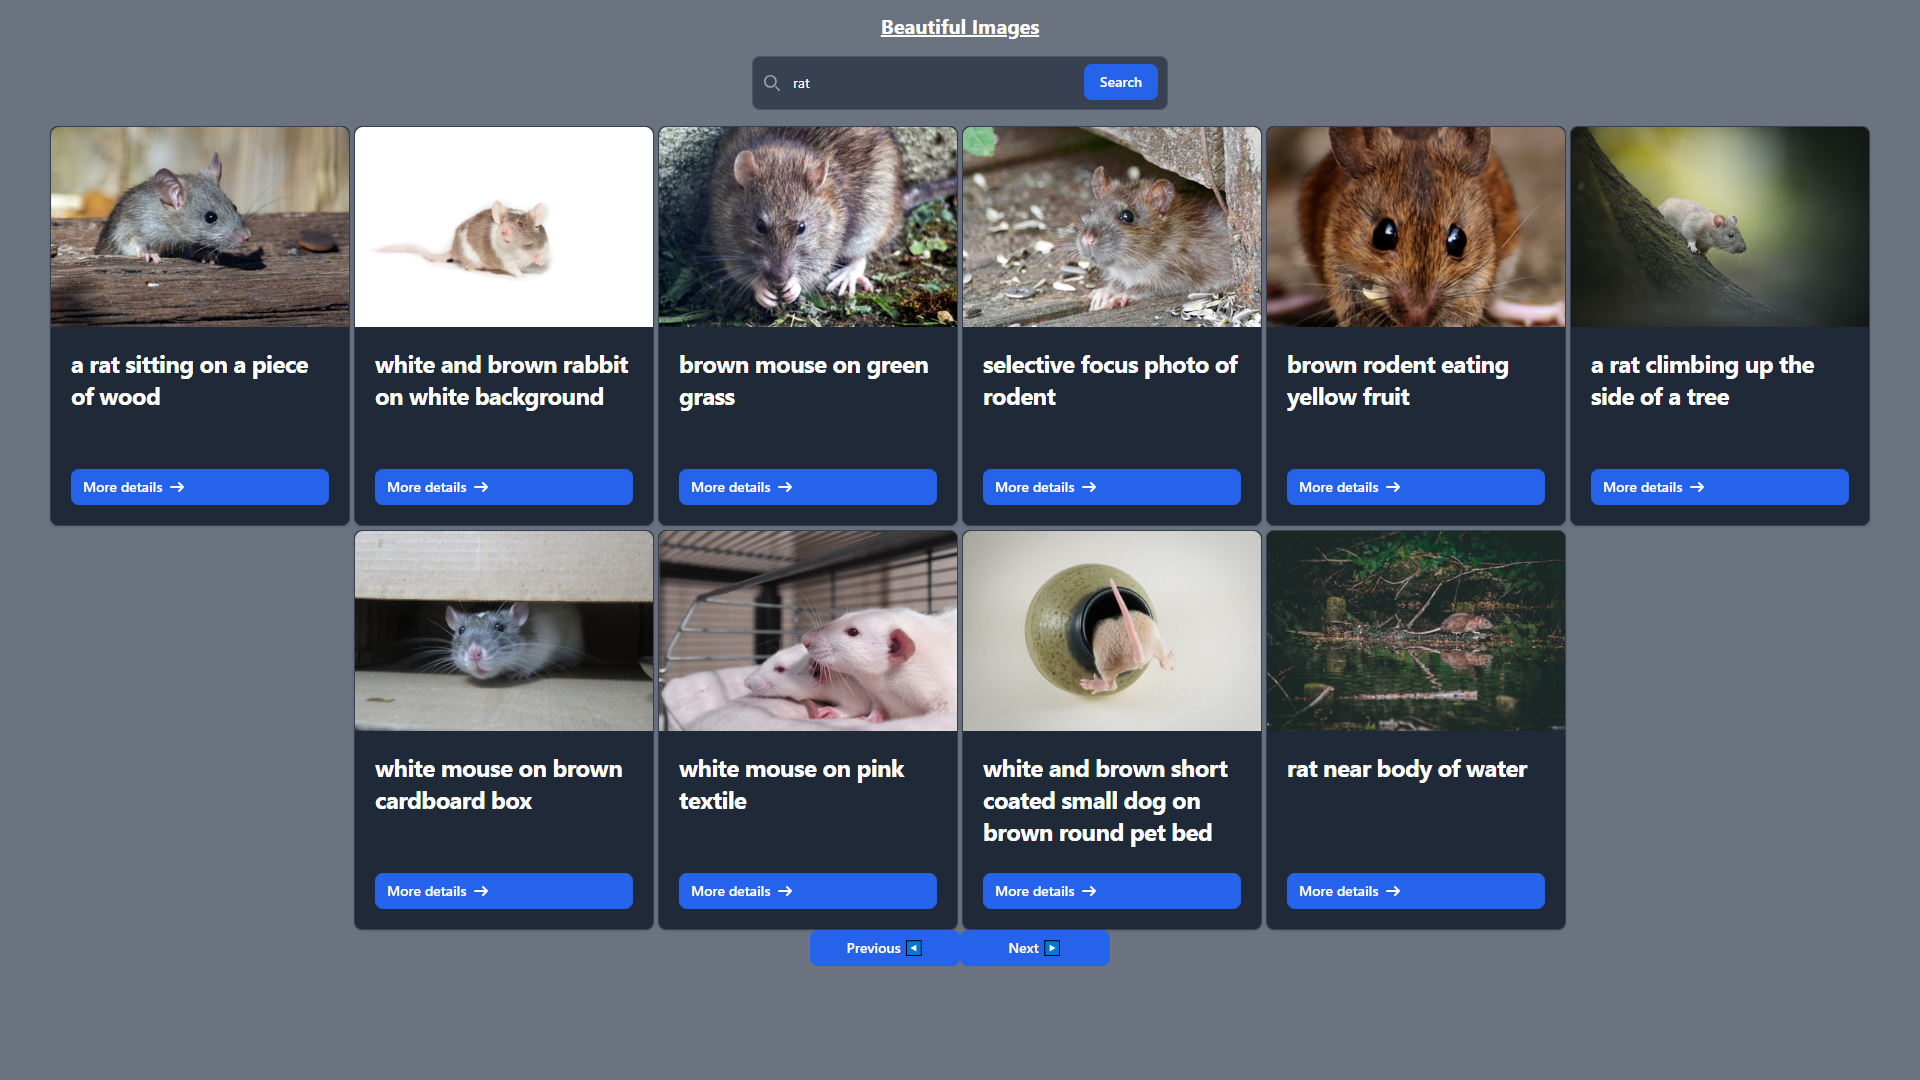 Beautiful Images
rat
Search
a rat sitting on a piece
of wood
More details
white and brown rabbit
on white background
More details
brown mouse on green
grass
More details
selective focus photo of
rodent
More details
brown rodent eating
yellow fruit
More details
a rat climbing up the
side of a tree
More details
white mouse on brown
cardboard box
More details
white mouse on pink
textile
More details
white and brown short
coated small dog on
brown round pet bed
More details
rat near body of water
More details
Previous
Next